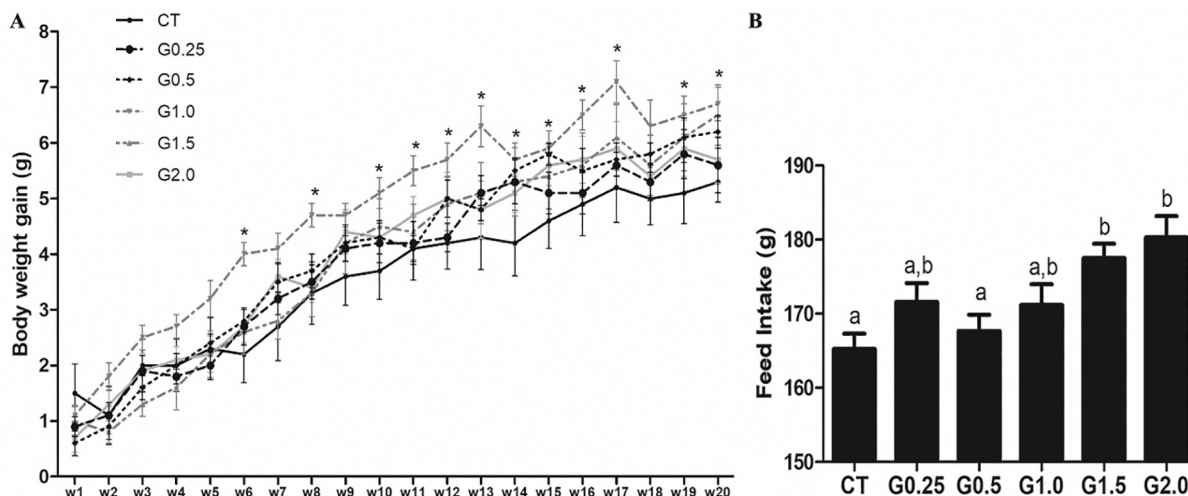 A
CT
G0.25
G0.5
G1.0
G1.5
G2.0
Body weight gain (g)
8
7
6
5
4
3
2
1
0
* * * * * * * * * * * *
w1 w2 w3 w4 w5 w6 w7 w8 w9 w10 w11 w12 w13 w14 w15 w16 w17 w18 w19 w20
B
Feed Intake (g)
190
180
170
160
150
a a,b a a,b b b
CT G0.25 G0.5 G1.0 G1.5 G2.0